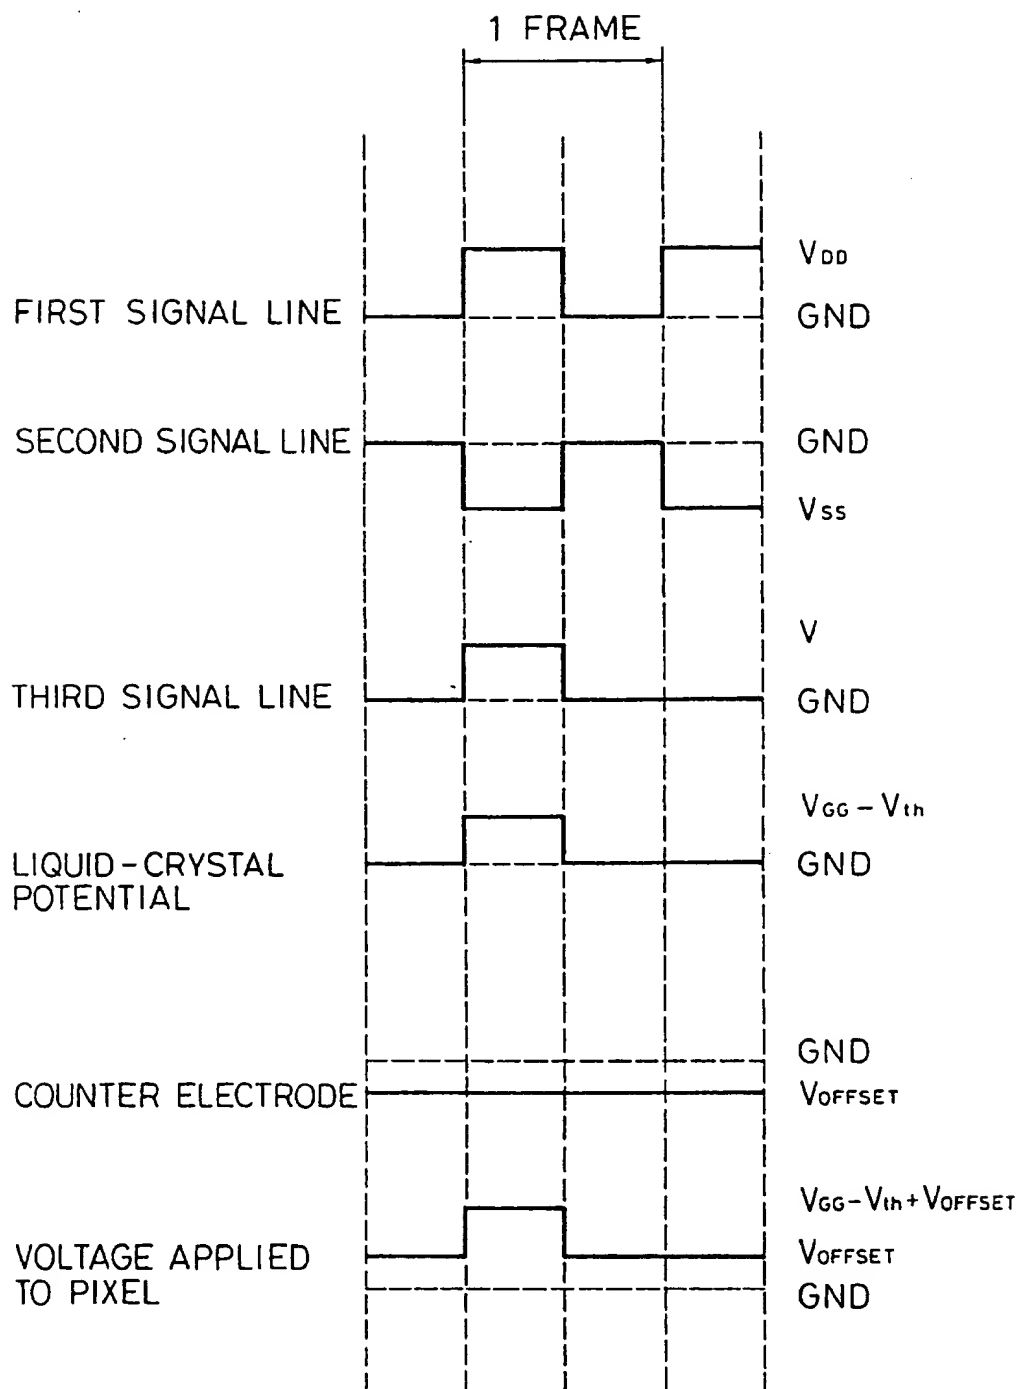 1 FRAME
VDD
FIRST SIGNAL LINE
GND
SECOND SIGNAL LINE
GND
VSS
V
THIRD SIGNAL LINE
GND
VGG - Vth
LIQUID-CRYSTAL
POTENTIAL
GND
GND
COUNTER ELECTRODE
VOFFSET
VGG-Vth+VOFFSET
VOLTAGE APPLIED
TO PIXEL
VOFFSET
GND